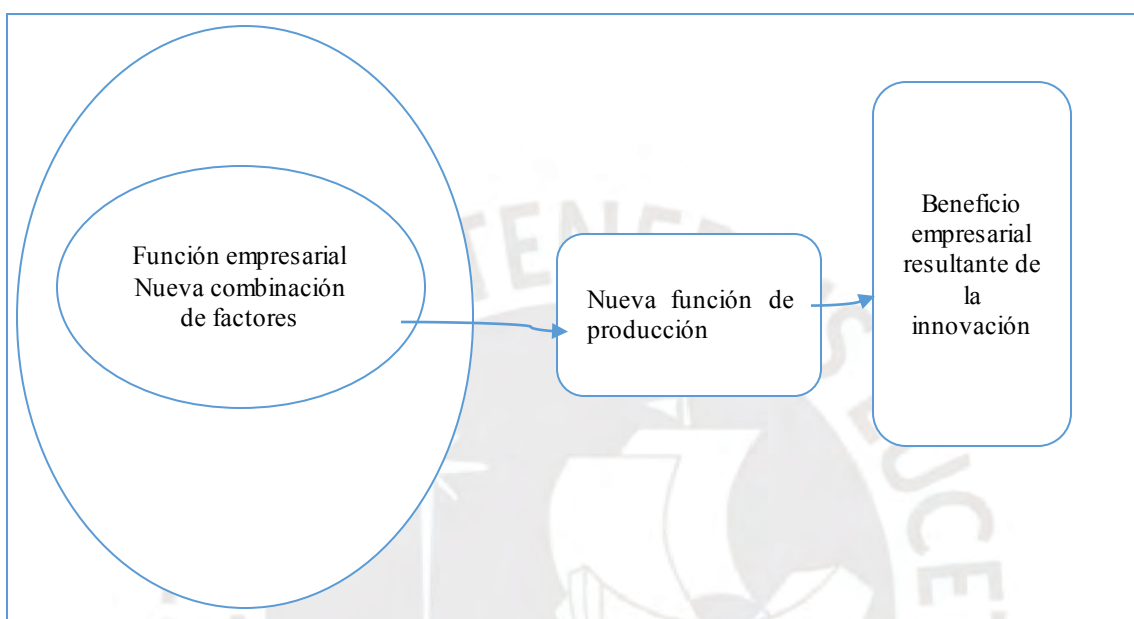 Función empresarial
Nueva combinación
de factores
Nueva función de
producción
Beneficio
empresarial
resultante de
la
innovación